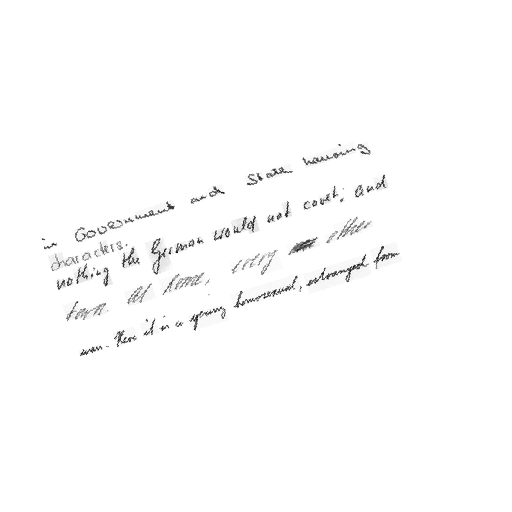 in Government and State housing
characters.
nothing the German would not covet; and
torn. At home, every other
man. Here it is a young homosexual, estranged from